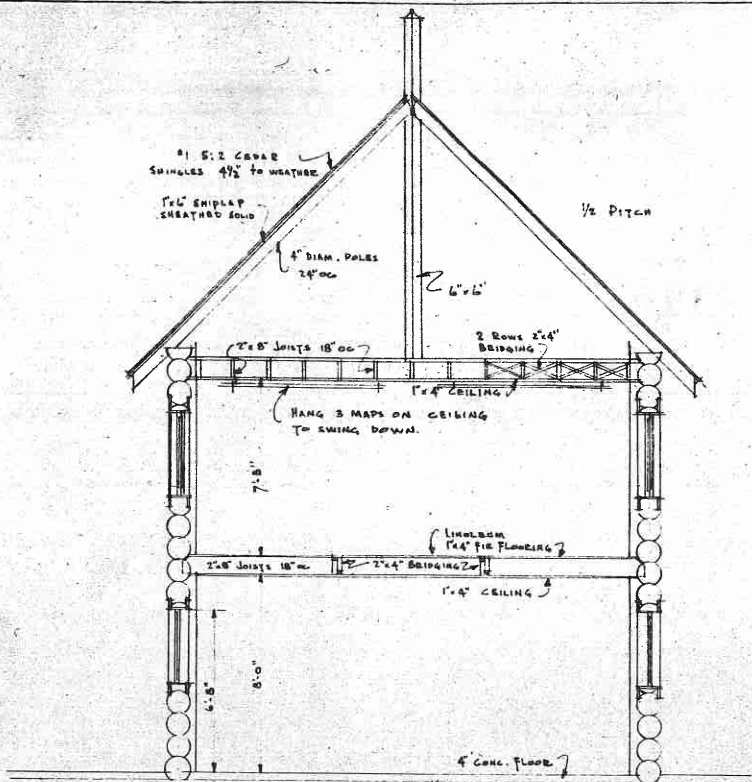 #1 5:2 CEDAR
SHINGLES 4½" TO WEATHER
1"x6" SHIPLAP
SHEATHED SOLID
½ PITCH
4" DIAM. POLES
24" OC
6"x6"
2"x8" JOISTS 18" OC
2 ROWS 2"x4"
BRIDGING
1"x4" CEILING
HANG 3 MAPS ON CEILING
TO SWING DOWN.
7'-8"
LINOLEUM
1"x4" FIR FLOORING
2"x8" JOISTS 18" OC
2"x4" BRIDGING
1"x4" CEILING
6'-8"
8'-0"
4" CONC. FLOOR